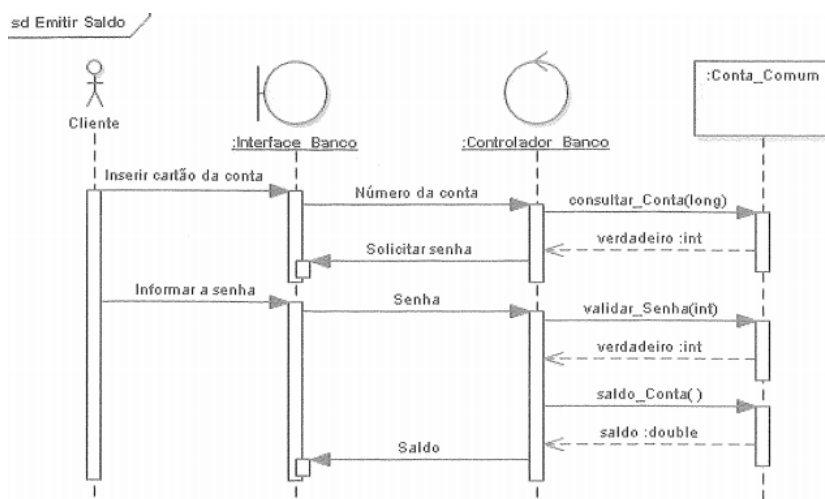 sd Emitir Saldo
Cliente
:Interface_Banco
:Controlador_Banco
:Conta_Comum
Inserir cartão da conta
Número da conta
consultar_Conta(long)
verdadeiro :int
Solicitar senha
Informar a senha
Senha
validar_Senha(int)
verdadeiro :int
saldo_Conta( )
saldo :double
Saldo